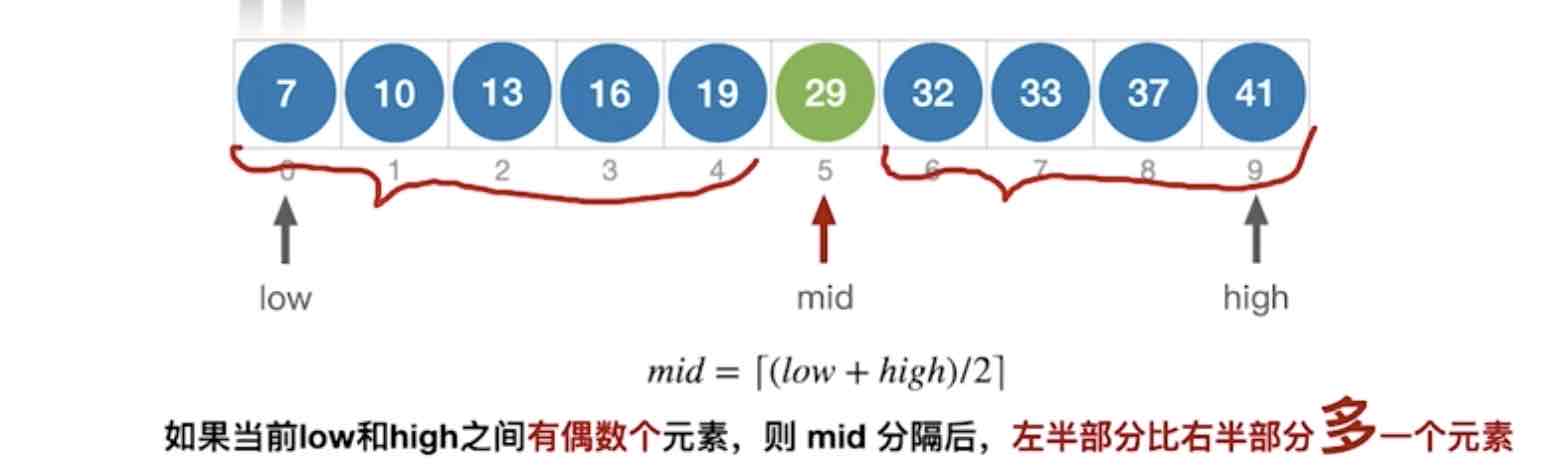 7 10 13 16 19 29 32 33 37 41
0 1 2 3 4 5 6 7 8 9
low mid high
mid = ⌈(low + high)/2⌉
如果当前low和high之间有偶数个元素，则 mid 分隔后，左半部分比右半部分多一个元素